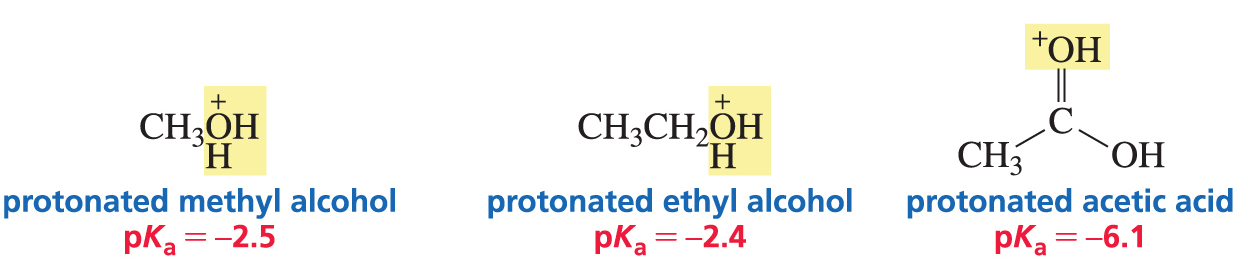 +
CH₃OH
H
protonated methyl alcohol
pKₐ = –2.5
+
CH₃CH₂OH
H
protonated ethyl alcohol
pKₐ = –2.4
⁺OH
C
CH₃ OH
protonated acetic acid
pKₐ = –6.1